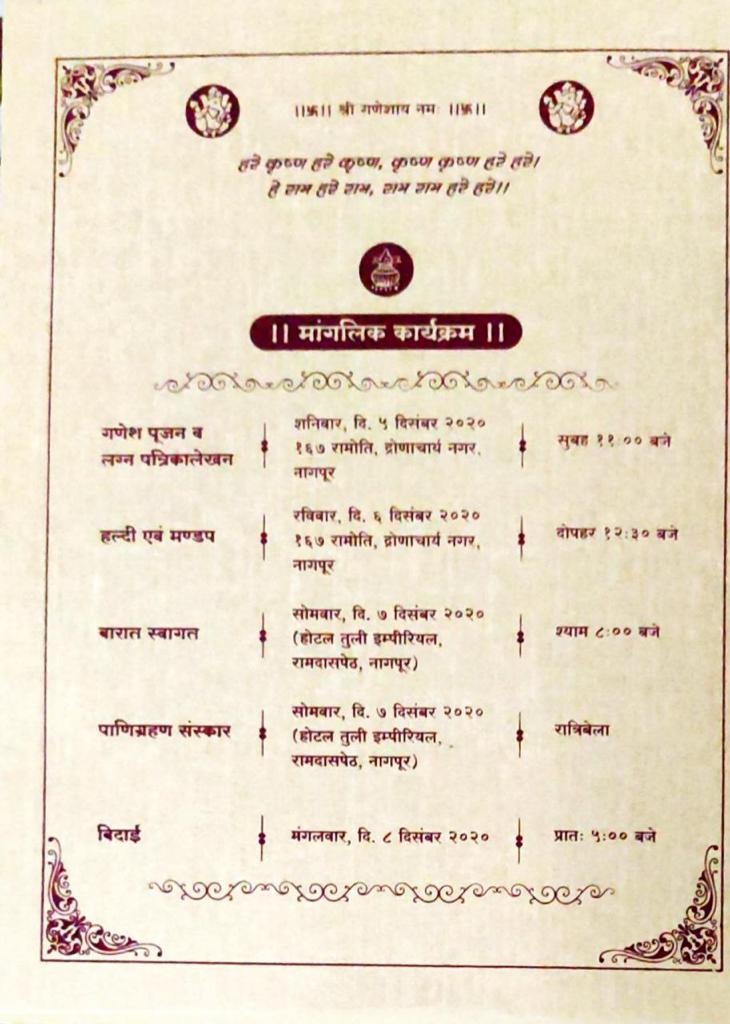 ||卐|| श्री गणेशाय नमः ||卐||
हरे कृष्ण हरे कृष्ण, कृष्ण कृष्ण हरे हरे।
हे राम हरे राम, राम राम हरे हरे।।
|| मांगलिक कार्यक्रम ||
गणेश पूजन व
लग्न पत्रिकालेखन
शनिवार, दि. ५ दिसंबर २०२०
१६७ रामोति, द्रोणाचार्य नगर,
नागपूर
सुबह ११:०० बजे
हल्दी एवं मण्डप
रविवार, दि. ६ दिसंबर २०२०
१६७ रामोति, द्रोणाचार्य नगर,
नागपूर
दोपहर १२:३० बजे
बारात स्वागत
सोमवार, दि. ७ दिसंबर २०२०
(होटल तुली इम्पीरियल,
रामदासपेठ, नागपूर)
श्याम ८:०० बजे
पाणिग्रहण संस्कार
सोमवार, दि. ७ दिसंबर २०२०
(होटल तुली इम्पीरियल,
रामदासपेठ, नागपूर)
रात्रिबेला
बिदाई
मंगलवार, दि. ८ दिसंबर २०२०
प्रातः ५:०० बजे